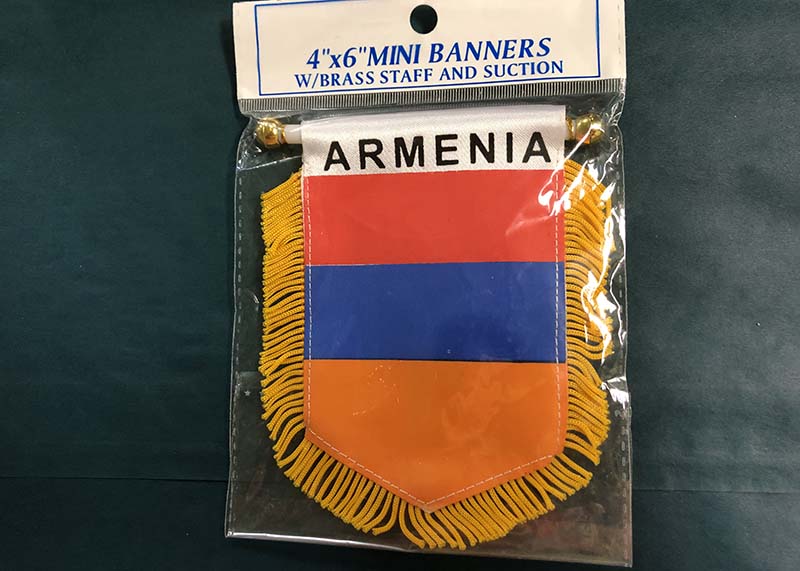 4"x6"MINI BANNERS
W/BRASS STAFF AND SUCTION
ARMENIA